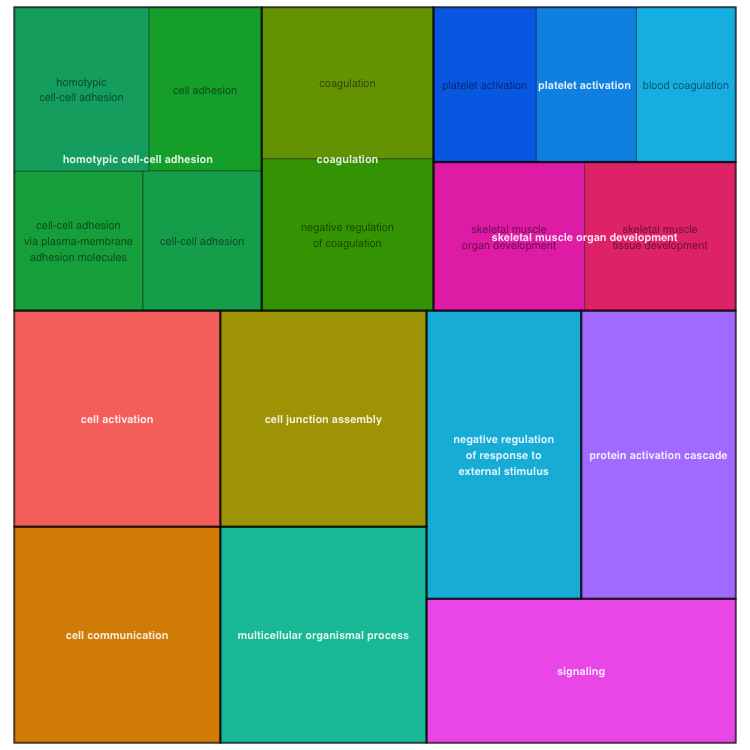 homotypic
cell-cell adhesion
cell adhesion
homotypic cell-cell adhesion
cell-cell adhesion
via plasma-membrane
adhesion molecules
cell-cell adhesion
coagulation
coagulation
negative regulation
of coagulation
platelet activation
platelet activation
blood coagulation
skeletal muscle
organ development
skeletal muscle organ development
skeletal muscle
tissue development
cell activation
cell junction assembly
negative regulation
of response to
external stimulus
protein activation cascade
cell communication
multicellular organismal process
signaling